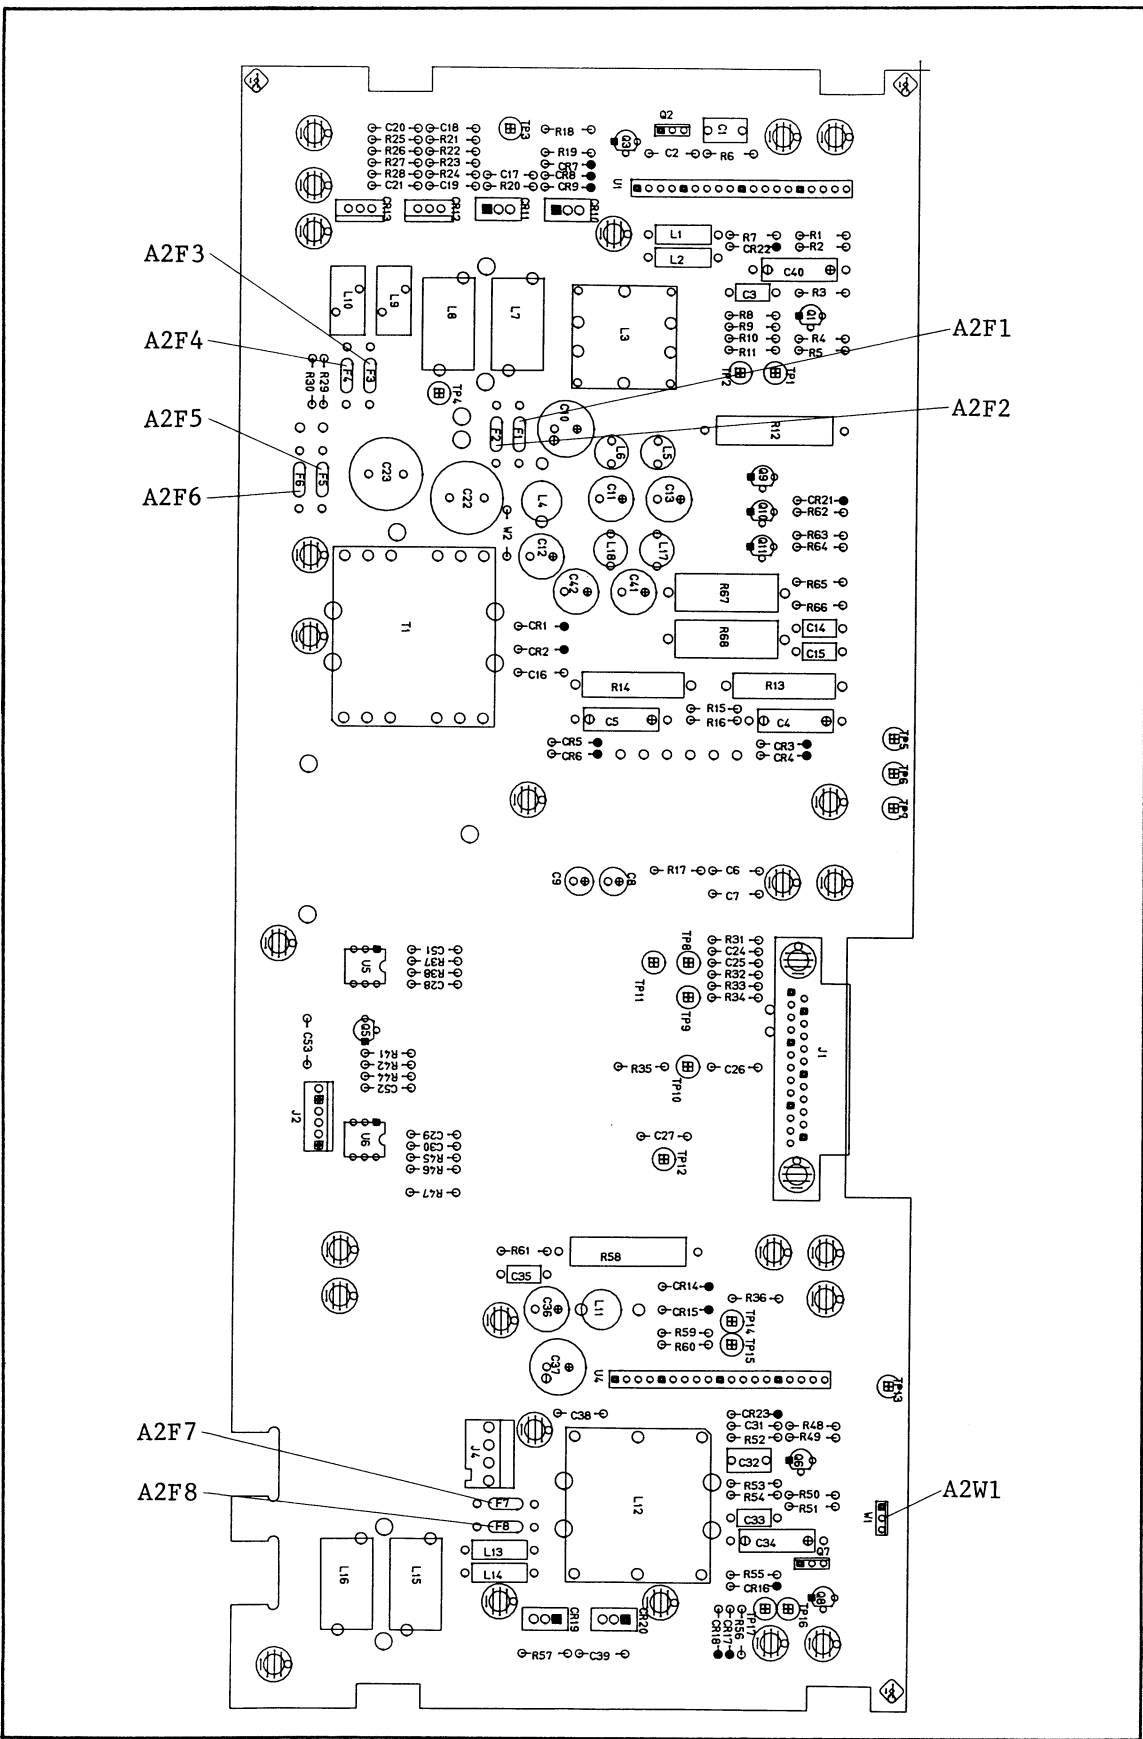 Q2
C20 C18 TP3 R18 Q3 C1
R25 R21
R26 R22 R19 C2 R6
R27 R23 CR7
R28 R24 C17 CR8
C21 C19 R20 CR9 U1
CR13 CR12 CR11 CR10
L1 R7 R1
CR22 R2
L2
C40
A2F3
C3 R3
L10 L9 L8 L7 L3
R8 Q1
R9
A2F4 R10 R4 A2F1
R11 R5
R30 R29 F4 F3 TP4 TP2 TP1
A2F5 F2 F1 C10 R12 A2F2
L6 L5
A2F6 F6 F5 C23 C22 L4 C11 C13 Q9
CR21
Q10 R62
W2 R63
C12 L18 L17 Q11 R64
C42 C41 R67 R65
R66
T1 CR1 C14
R68
CR2 C15
C16
R14 R13
R15
C5 R16 C4
CR5 CR3 TP5
CR6 CR4
TP6
TP7
C9 C8 R17 C6
C7
R31
C51 TP8 C24
U5 R37 C25
R38 R32
C28 TP11 R33
R34
TP9
C53 Q5
R41 J1
R42 R35 C26
R44 TP10
C52
J2
U6 C29 C27
C30
R45 TP12
R46
R47
R61 R58
C35
CR14
R36
C36 L11 CR15 TP14
R59
R60 TP15
C37 U4
TP13
C38 CR23
C31 R48
A2F7 R52 R49
J4 C32 Q6
R53
A2F8 F7 L12 R54 R50 A2W1
R51
F8 C33 W1
C34
L13 Q7
L14 R55
L16 L15 CR16 Q8
CR19 CR20 CR18 CR17 R56 TP17 TP16
R57 C39